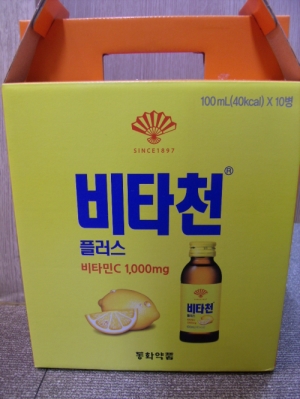 100mL(40kcal) X 10병
SINCE1897
비타천®
플러스
비타민C 1,000mg
비타천
동화약품